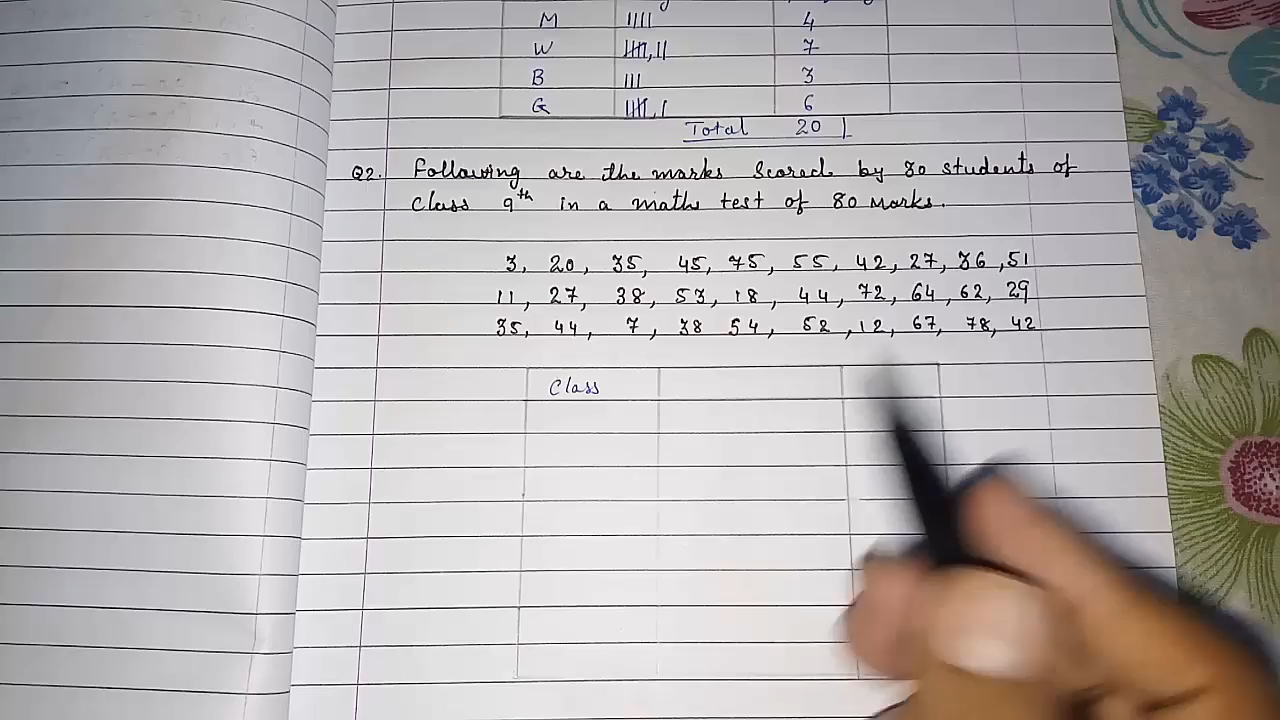 M IIII 4
W IIII, II 7
B III 3
G IIII, I 6
Total 20
Q2. Following are the marks Scored by 30 students of
Class 9th in a maths test of 80 Marks.
3, 20, 35, 45, 75, 55, 42, 27, 36, 51
11, 27, 38, 53, 18, 44, 72, 64, 62, 29
35, 44, 7, 38 54, 52, 12, 67, 78, 42
Class